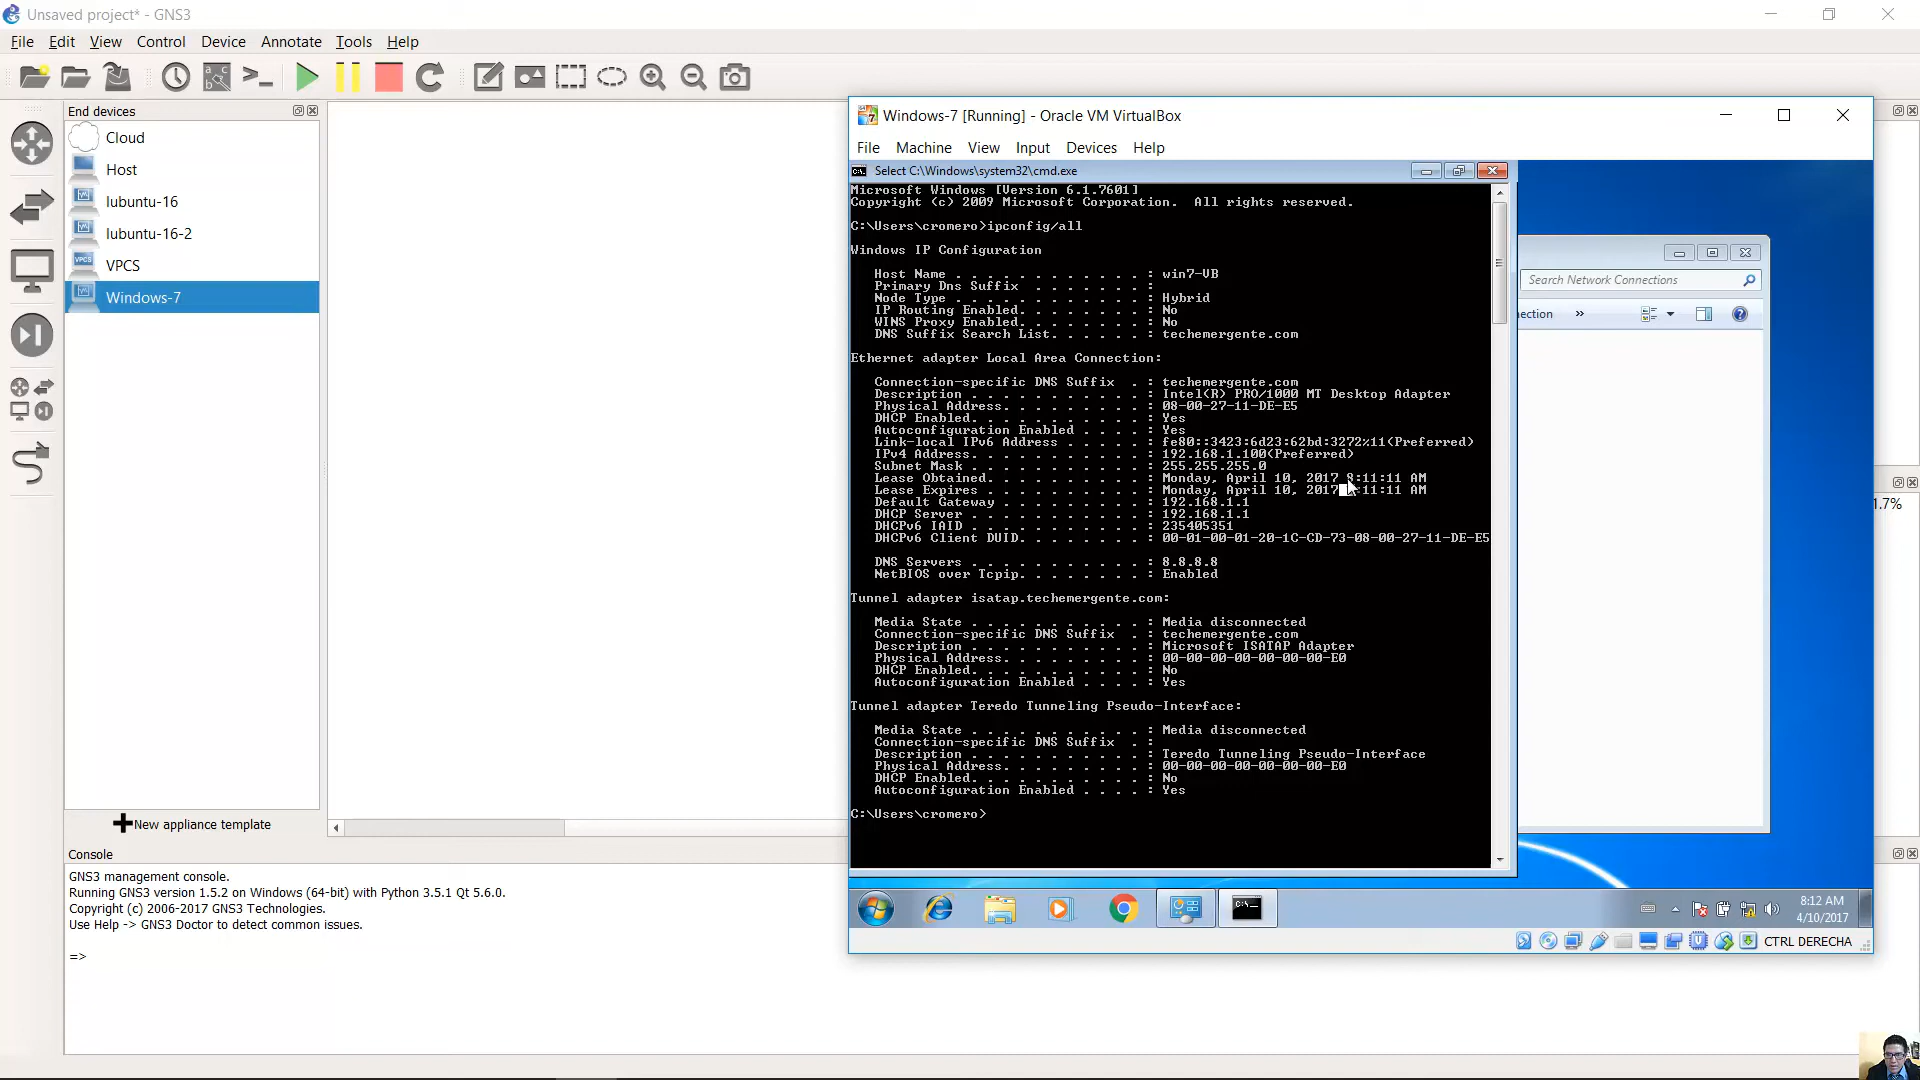 Unsaved project* - GNS3
File Edit View Control Device Annotate Tools Help
End devices
Cloud
Host
lubuntu-16
lubuntu-16-2
VPCS
Windows-7
New appliance template
Console
GNS3 management console.
Running GNS3 version 1.5.2 on Windows (64-bit) with Python 3.5.1 Qt 5.6.0.
Copyright (c) 2006-2017 GNS3 Technologies.
Use Help -> GNS3 Doctor to detect common issues.
=>
Windows-7 [Running] - Oracle VM VirtualBox
File Machine View Input Devices Help
Select C:\Windows\system32\cmd.exe
Microsoft Windows [Version 6.1.7601]
Copyright (c) 2009 Microsoft Corporation.  All rights reserved.
C:\Users\cromero>ipconfig/all
Windows IP Configuration
Host Name . . . . . . . . . . . . : win7-VB
Primary Dns Suffix  . . . . . . . :
Node Type . . . . . . . . . . . . : Hybrid
IP Routing Enabled. . . . . . . . : No
WINS Proxy Enabled. . . . . . . . : No
DNS Suffix Search List. . . . . . : techemergente.com
Ethernet adapter Local Area Connection:
Connection-specific DNS Suffix  . : techemergente.com
Description . . . . . . . . . . . : Intel(R) PRO/1000 MT Desktop Adapter
Physical Address. . . . . . . . . : 08-00-27-11-DE-E5
DHCP Enabled. . . . . . . . . . . : Yes
Autoconfiguration Enabled . . . . : Yes
Link-local IPv6 Address . . . . . : fe80::3423:6d23:62bd:3272%11(Preferred)
IPv4 Address. . . . . . . . . . . : 192.168.1.100(Preferred)
Subnet Mask . . . . . . . . . . . : 255.255.255.0
Lease Obtained. . . . . . . . . . : Monday, April 10, 2017 8:11:11 AM
Lease Expires . . . . . . . . . . : Monday, April 10, 2017 :11:11 AM
Default Gateway . . . . . . . . . : 192.168.1.1
DHCP Server . . . . . . . . . . . : 192.168.1.1
DHCPv6 IAID . . . . . . . . . . . : 235405351
DHCPv6 Client DUID. . . . . . . . : 00-01-00-01-20-1C-CD-73-08-00-27-11-DE-E5
DNS Servers . . . . . . . . . . . : 8.8.8.8
NetBIOS over Tcpip. . . . . . . . : Enabled
Tunnel adapter isatap.techemergente.com:
Media State . . . . . . . . . . . : Media disconnected
Connection-specific DNS Suffix  . : techemergente.com
Description . . . . . . . . . . . : Microsoft ISATAP Adapter
Physical Address. . . . . . . . . : 00-00-00-00-00-00-00-E0
DHCP Enabled. . . . . . . . . . . : No
Autoconfiguration Enabled . . . . : Yes
Tunnel adapter Teredo Tunneling Pseudo-Interface:
Media State . . . . . . . . . . . : Media disconnected
Connection-specific DNS Suffix  . :
Description . . . . . . . . . . . : Teredo Tunneling Pseudo-Interface
Physical Address. . . . . . . . . : 00-00-00-00-00-00-00-E0
DHCP Enabled. . . . . . . . . . . : No
Autoconfiguration Enabled . . . . : Yes
C:\Users\cromero>
Search Network Connections
ection »
1.7%
8:12 AM
4/10/2017
CTRL DERECHA